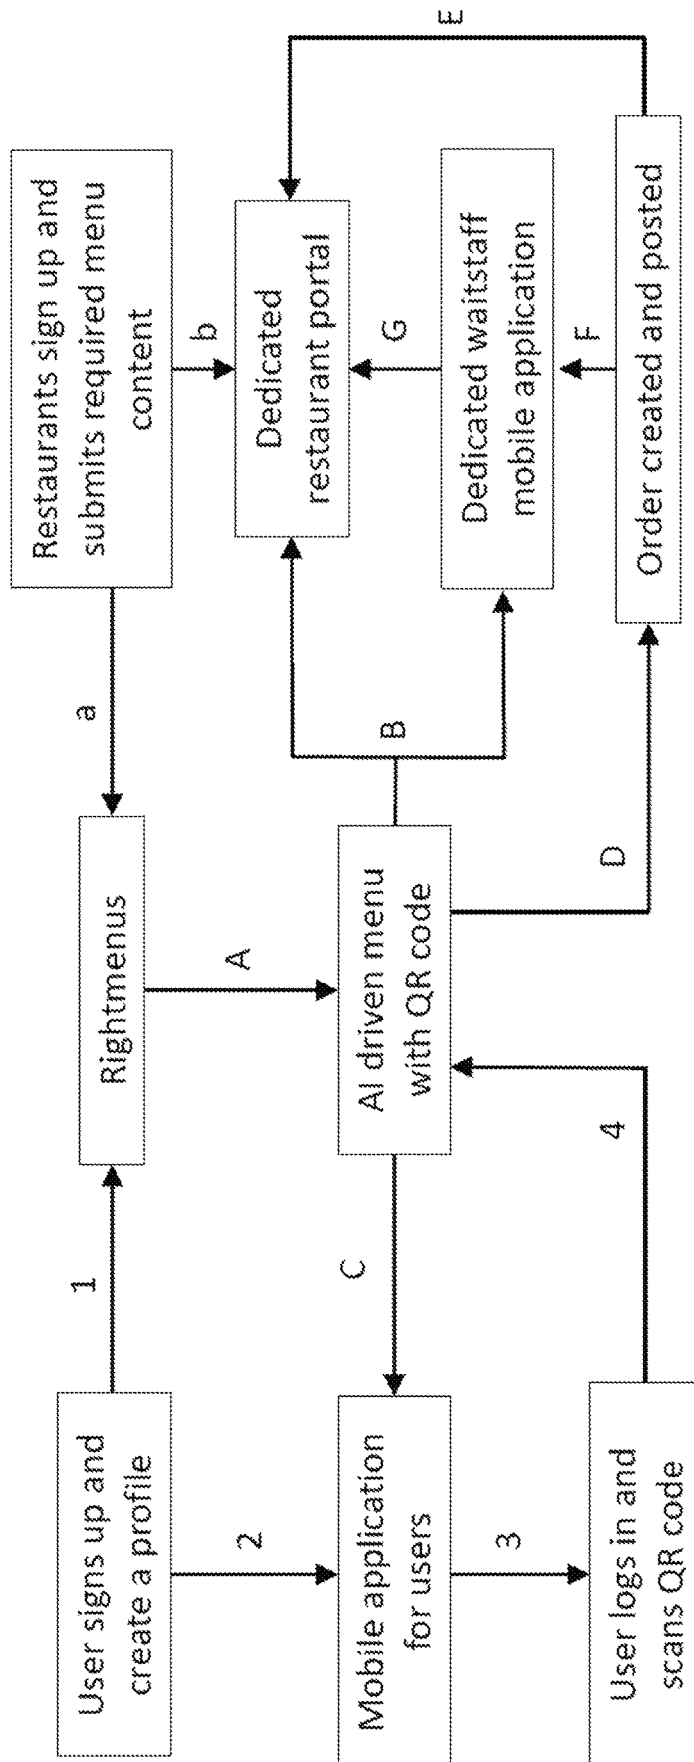 User signs up and
create a profile
1
Rightmenus
a
Restaurants sign up and
submits required menu
content
2
A
b
Mobile application
for users
C
AI driven menu
with QR code
B
Dedicated
restaurant portal
G
Dedicated waitstaff
mobile application
3
4
D
F
E
User logs in and
scans QR code
Order created and posted